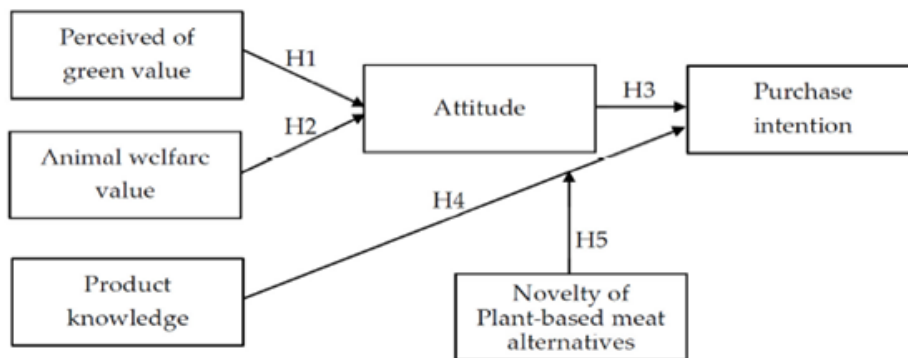 Perceived of
green value
H1
Attitude
H3
Purchase
intention
H2
Animal welfare
value
H4
Product
knowledge
H5
Novelty of
Plant-based meat
alternatives